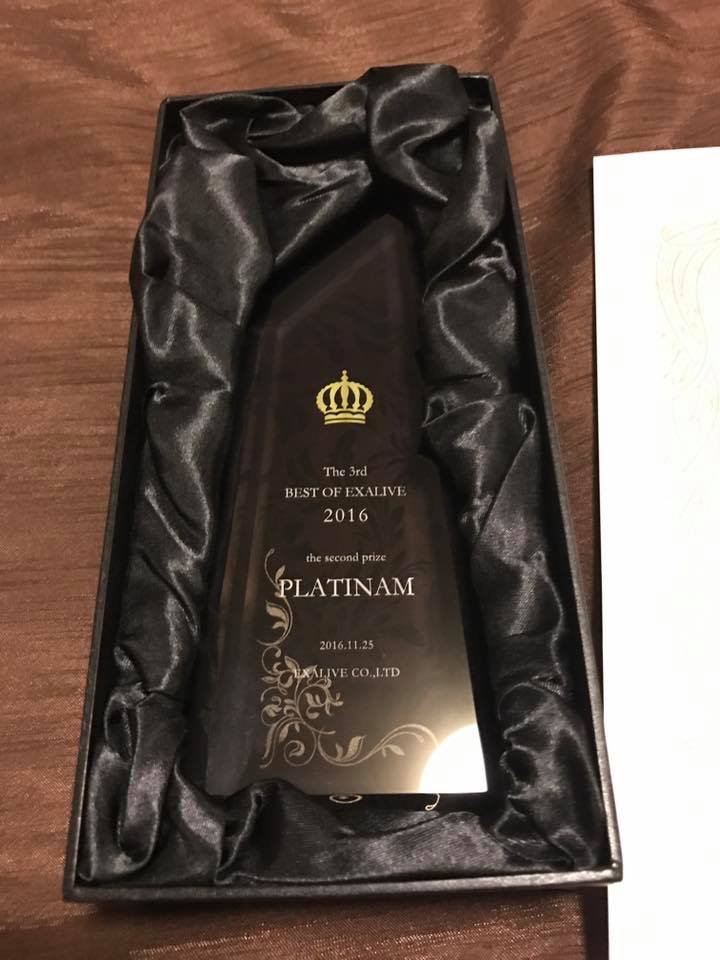 The 3rd
BEST OF EXALIVE
2016
the second prize
PLATINAM
2016.11.25
EXALIVE CO.,LTD